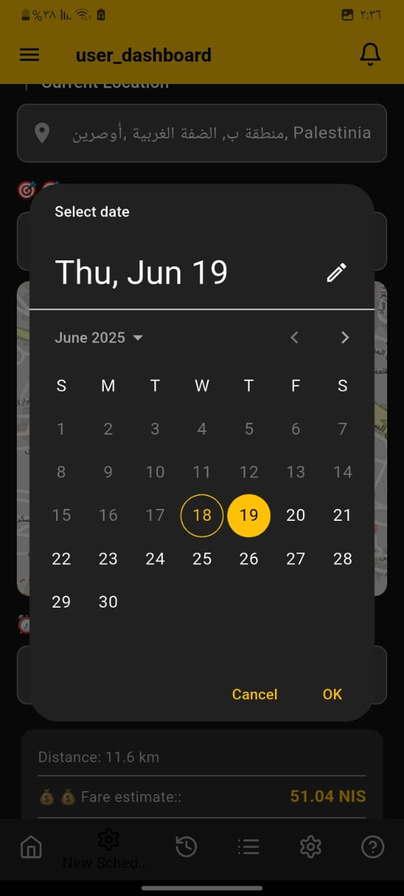 %٣٨ ٢:٢٦
user_dashboard
Current Location
منطقة ب, الضفة الغربية ,أوصرين, Palestinia
Select date
Thu, Jun 19
June 2025
S M T W T F S
1 2 3 4 5 6 7
8 9 10 11 12 13 14
15 16 17 18 19 20 21
22 23 24 25 26 27 28
29 30
Cancel OK
Distance: 11.6 km
💰 💰 Fare estimate:: 51.04 NIS
New Sched...